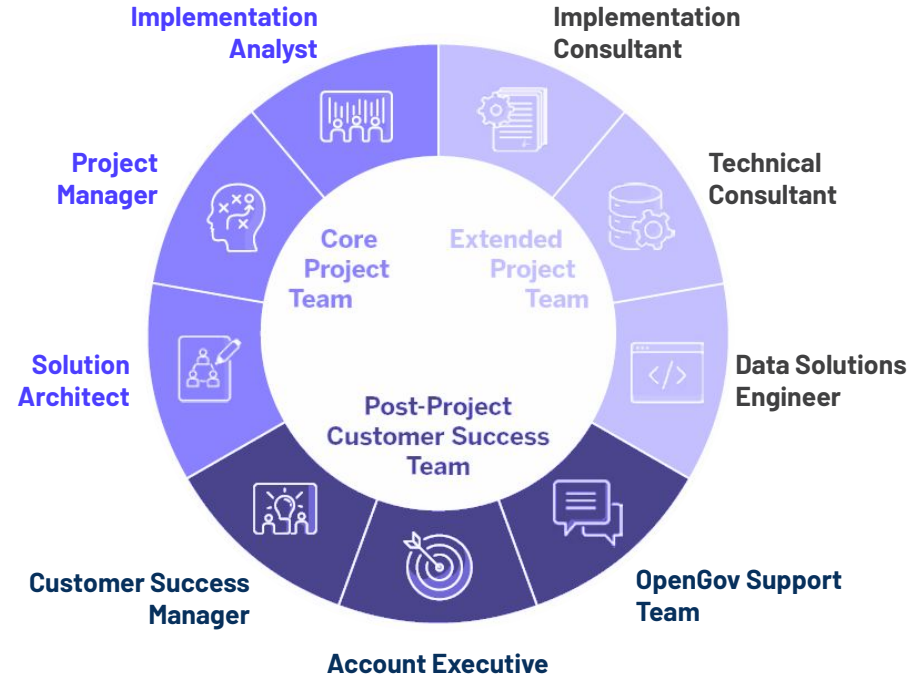 Implementation
Analyst
Implementation
Consultant
Project
Manager
Technical
Consultant
Core
Project
Team
Extended
Project
Team
Solution
Architect
Data Solutions
Engineer
Post-Project
Customer Success
Team
Customer Success
Manager
OpenGov Support
Team
Account Executive